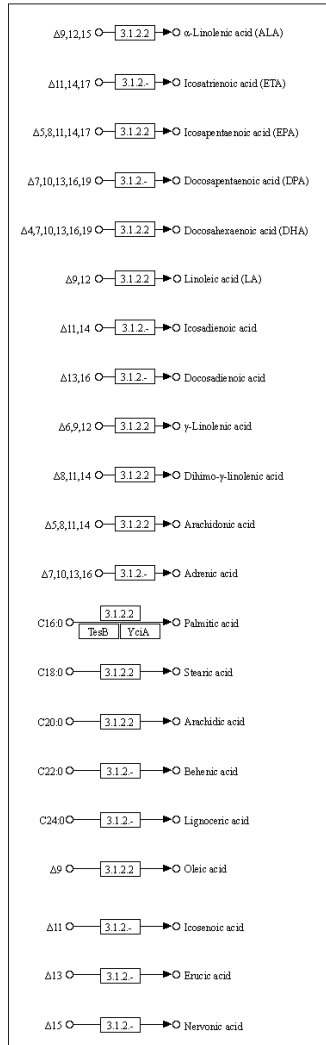 Δ9,12,15 3.1.2.2 α-Linolenic acid (ALA)
Δ11,14,17 3.1.2.- Icosatrienoic acid (ETA)
Δ5,8,11,14,17 3.1.2.2 Icosapentaenoic acid (EPA)
Δ7,10,13,16,19 3.1.2.- Docosapentaenoic acid (DPA)
Δ4,7,10,13,16,19 3.1.2.2 Docosahexaenoic acid (DHA)
Δ9,12 3.1.2.2 Linoleic acid (LA)
Δ11,14 3.1.2.- Icosadienoic acid
Δ13,16 3.1.2.- Docosadienoic acid
Δ6,9,12 3.1.2.2 γ-Linolenic acid
Δ8,11,14 3.1.2.2 Dihimo-γ-linolenic acid
Δ5,8,11,14 3.1.2.2 Arachidonic acid
Δ7,10,13,16 3.1.2.- Adrenic acid
3.1.2.2
C16:0 Palmitic acid
TesB YciA
C18:0 3.1.2.2 Stearic acid
C20:0 3.1.2.2 Arachidic acid
C22:0 3.1.2.- Behenic acid
C24:0 3.1.2.- Lignoceric acid
Δ9 3.1.2.2 Oleic acid
Δ11 3.1.2.- Icosenoic acid
Δ13 3.1.2.- Erucic acid
Δ15 3.1.2.- Nervonic acid